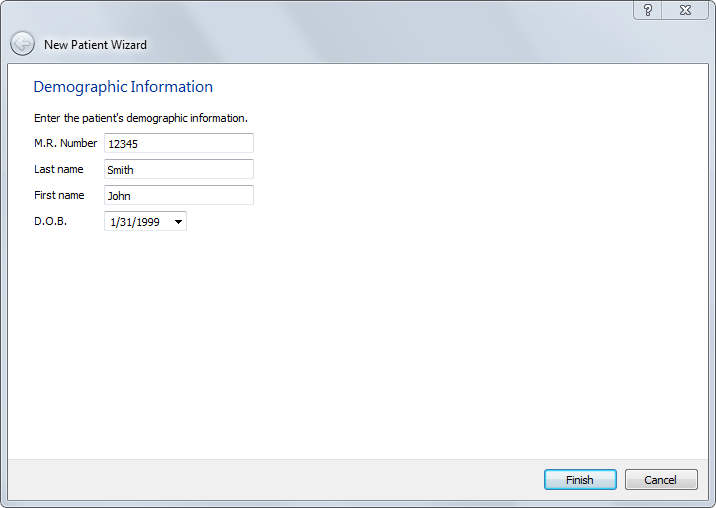 ?
New Patient Wizard
Demographic Information
Enter the patient's demographic information.
M.R. Number 12345
Last name Smith
First name John
D.O.B. 1/31/1999
Finish Cancel